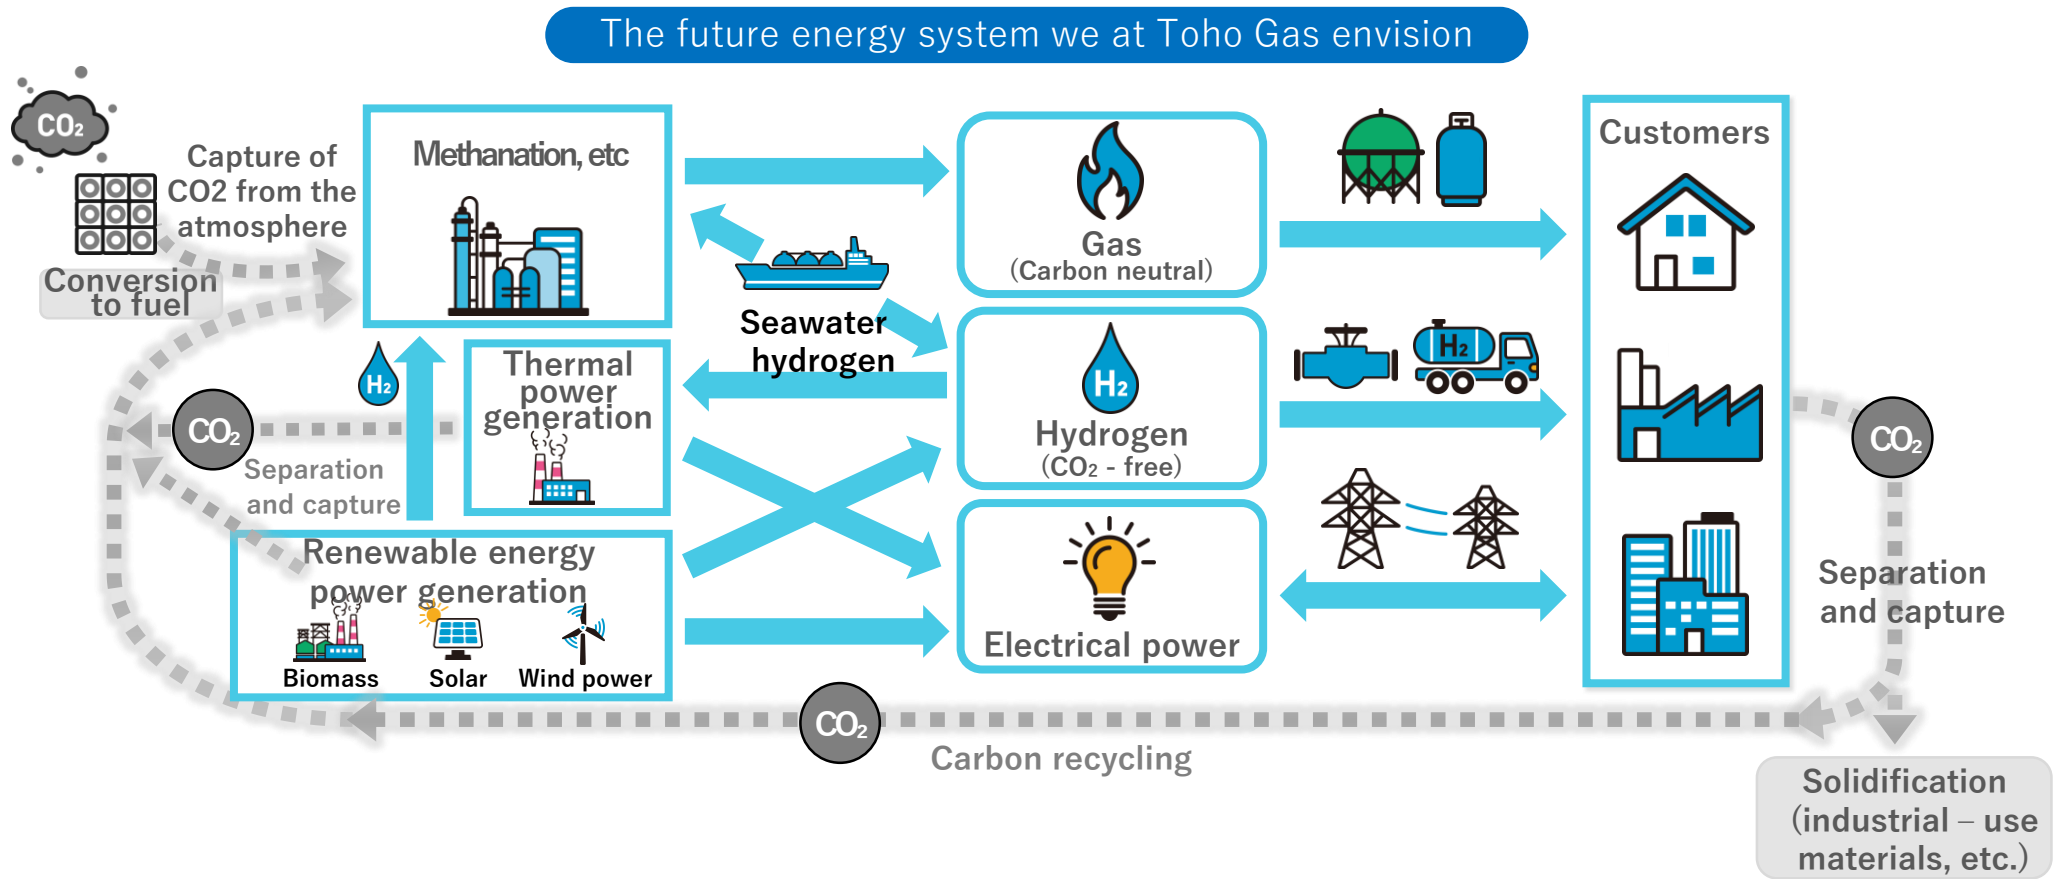 The future energy system we at Toho Gas envision
CO₂
Capture of
CO2 from the
atmosphere
Conversion
to fuel
Methanation, etc
Seawater
hydrogen
H₂
Thermal
power
generation
CO₂
Separation
and capture
Renewable energy
power generation
Biomass
Solar
Wind power
Gas
(Carbon neutral)
H₂
Hydrogen
(CO₂ - free)
Electrical power
H₂
Customers
CO₂
Separation
and capture
CO₂
Carbon recycling
Solidification
(industrial – use
materials, etc.)